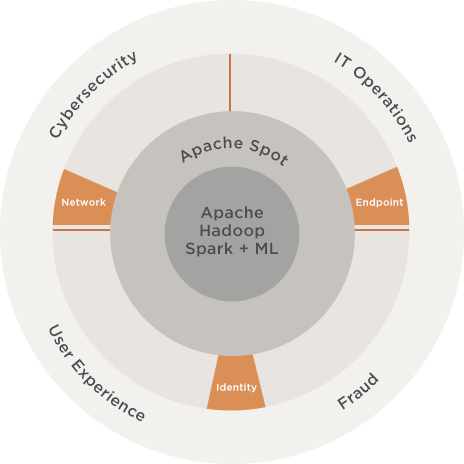 Cybersecurity
IT Operations
Apache Spot
Network
Endpoint
Apache
Hadoop
Spark + ML
Identity
User Experience
Fraud